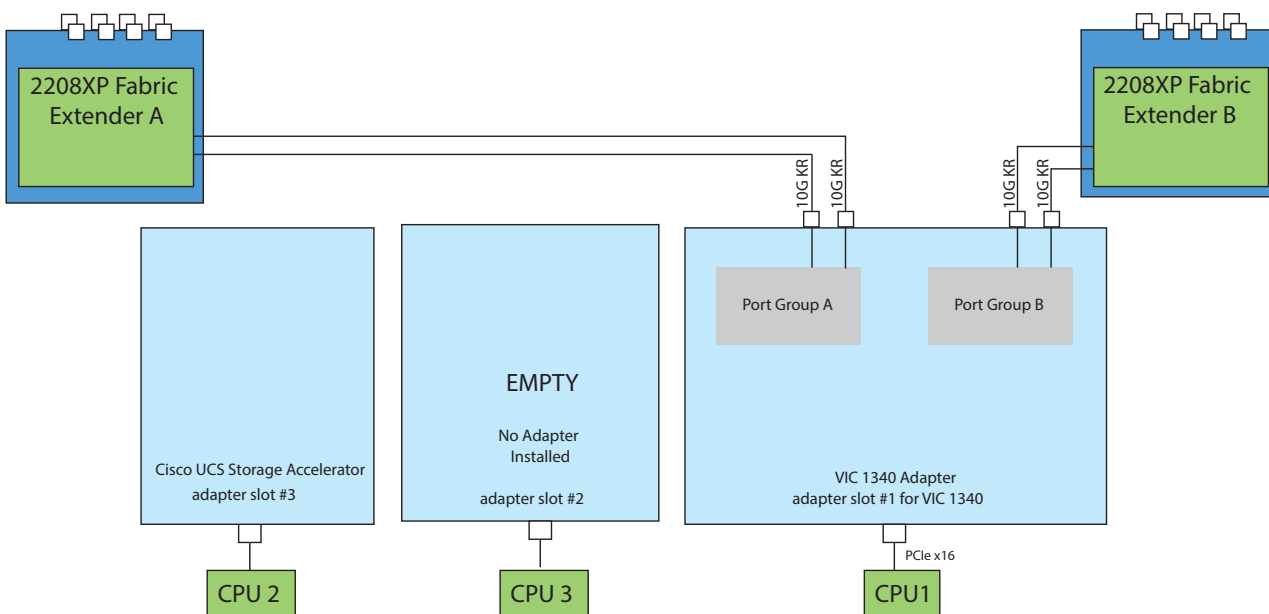 2208XP Fabric
Extender A
2208XP Fabric
Extender B
10G KR
10G KR
10G KR
10G KR
Port Group A
Port Group B
EMPTY
No Adapter
Installed
adapter slot #2
Cisco UCS Storage Accelerator
adapter slot #3
VIC 1340 Adapter
adapter slot #1 for VIC 1340
PCIe x16
CPU 2
CPU 3
CPU1